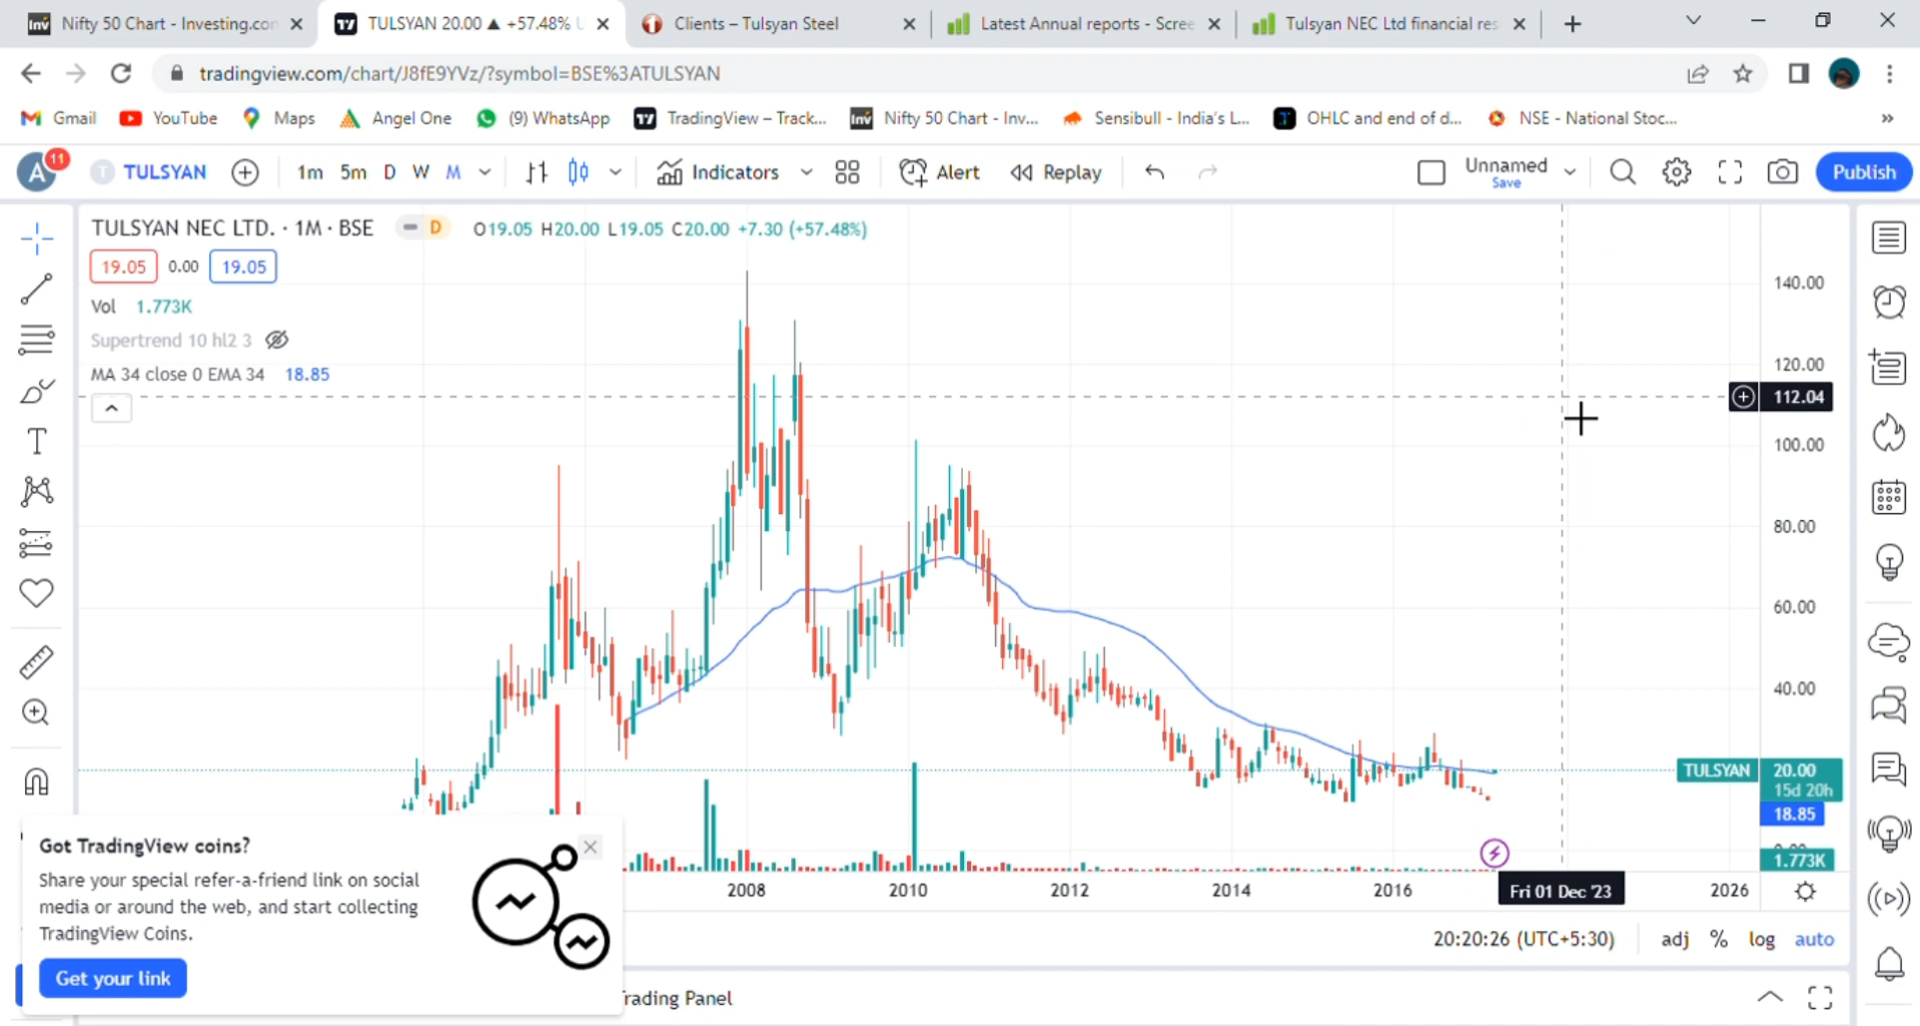 Nifty 50 Chart - Investing.con
TULSYAN 20.00 ▲ +57.48% U
Clients – Tulsyan Steel
Latest Annual reports - Scree
Tulsyan NEC Ltd financial res
tradingview.com/chart/J8fE9YVz/?symbol=BSE%3ATULSYAN
Gmail
YouTube
Maps
Angel One
(9) WhatsApp
TradingView – Track...
Nifty 50 Chart - Inv...
Sensibull - India's L...
OHLC and end of d...
NSE - National Stoc...
»
A
11
T TULSYAN
1m 5m D W M
Indicators
Alert
Replay
Unnamed
Save
Publish
TULSYAN NEC LTD. · 1M · BSE
D
O19.05 H20.00 L19.05 C20.00 +7.30 (+57.48%)
19.05 0.00 19.05
Vol 1.773K
Supertrend 10 hl2 3
MA 34 close 0 EMA 34 18.85
140.00
120.00
112.04
100.00
80.00
60.00
40.00
TULSYAN 20.00
15d 20h
18.85
1.773K
2008
2010
2012
2014
2016
Fri 01 Dec '23
2026
Got TradingView coins?
Share your special refer-a-friend link on social
media or around the web, and start collecting
TradingView Coins.
Get your link
20:20:26 (UTC+5:30)
adj % log auto
Trading Panel